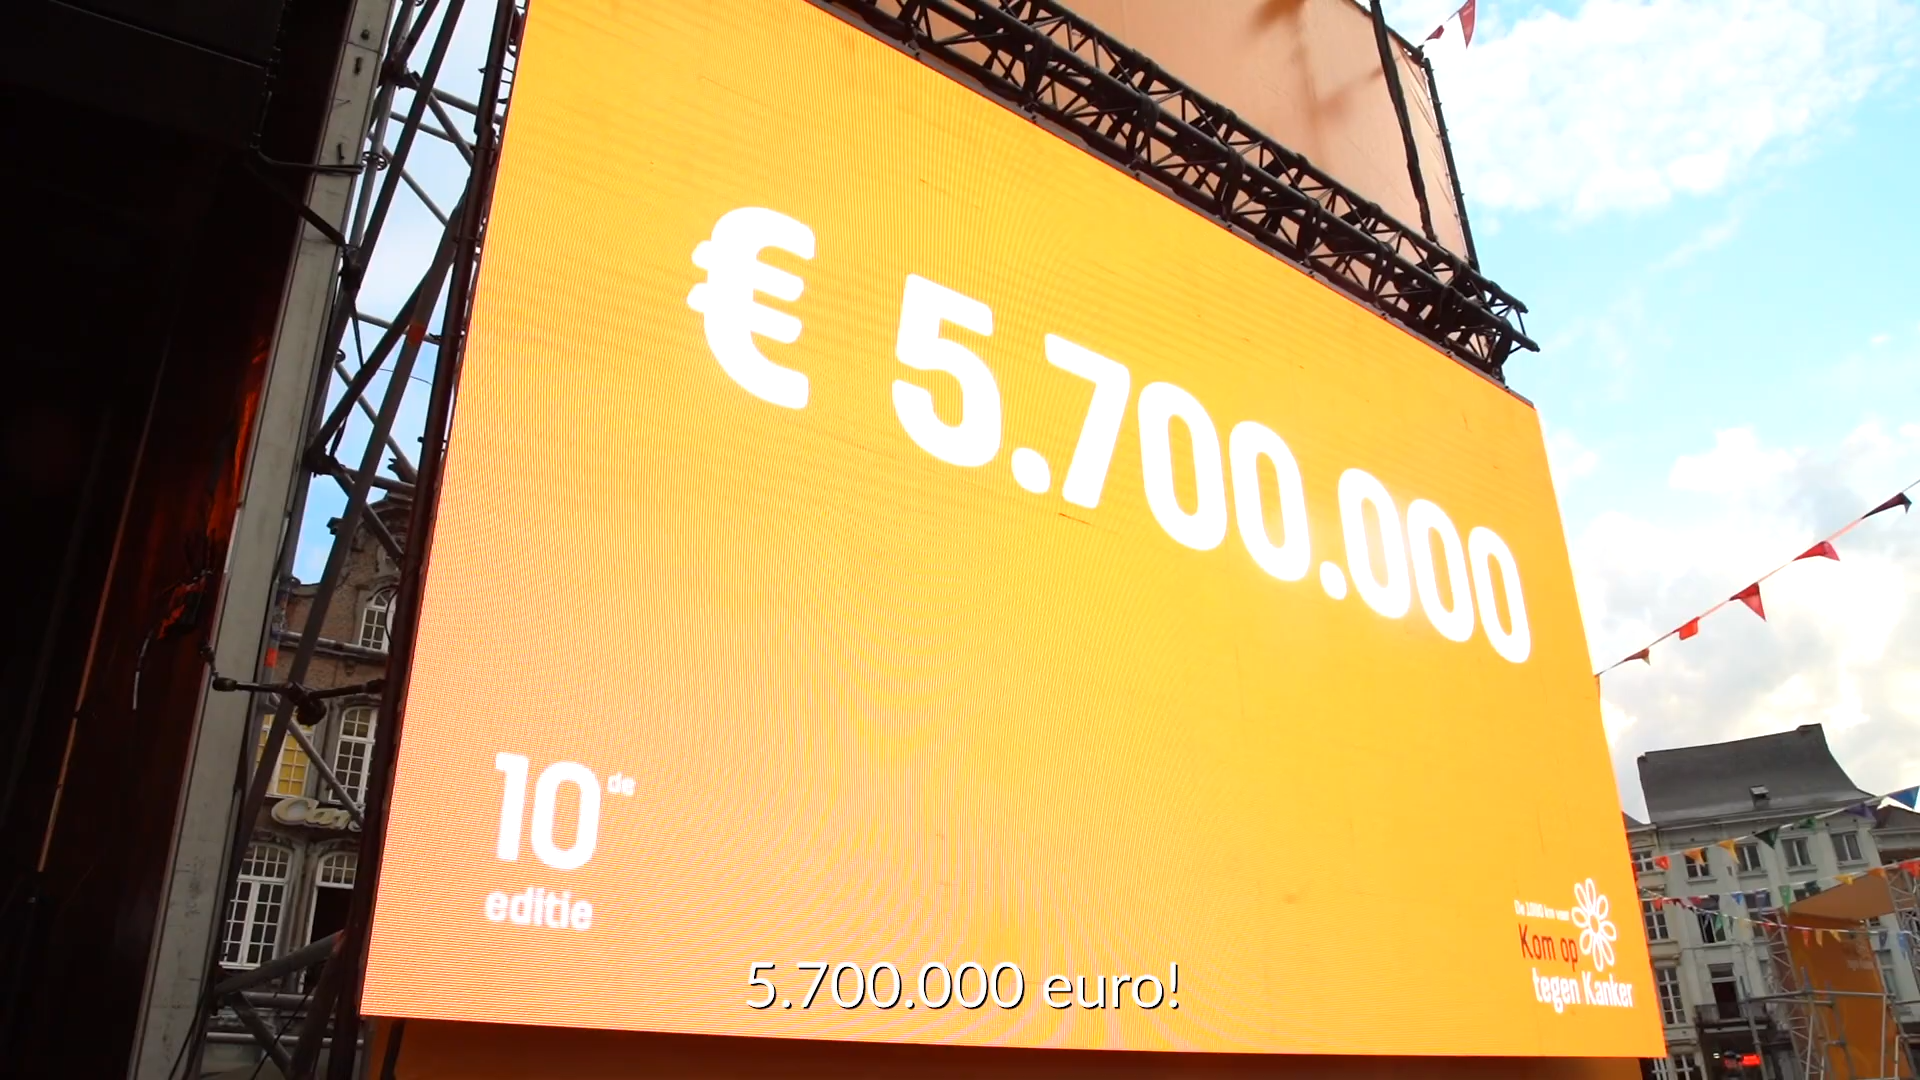 € 5.700.000
10de
editie
De 1000 km voor
Kom op
tegen Kanker
5.700.000 euro!